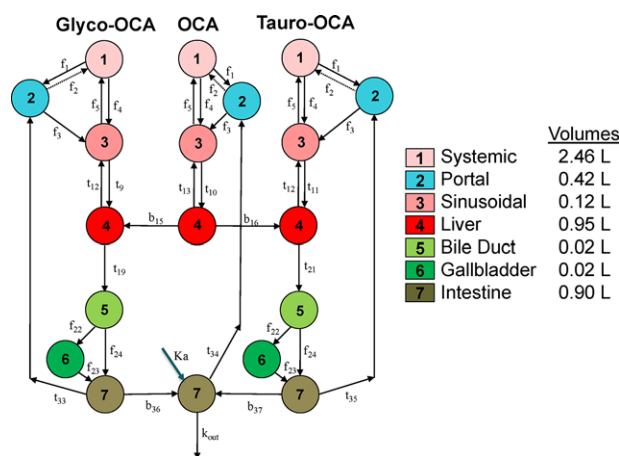 Glyco-OCA OCA Tauro-OCA
1 1 1
f₁ f₁ f₁
f₂ f₂ f₂
2 2 2
f₅ f₄ f₅ f₄ f₅ f₄
f₃ f₃ f₃
3 3 3
t₁₂ t₉ t₁₃ t₁₀ t₁₂ t₁₁
4 b₁₅ 4 b₁₆ 4
t₁₉ t₂₁
5 5
f₂₂ f₂₄ f₂₂ f₂₄
6 f₂₃ 6 f₂₃
Ka t₃₄
7 7 7
t₃₃ b₃₆ b₃₇ t₃₅
kout
Volumes
1 Systemic 2.46 L
2 Portal 0.42 L
3 Sinusoidal 0.12 L
4 Liver 0.95 L
5 Bile Duct 0.02 L
6 Gallbladder 0.02 L
7 Intestine 0.90 L